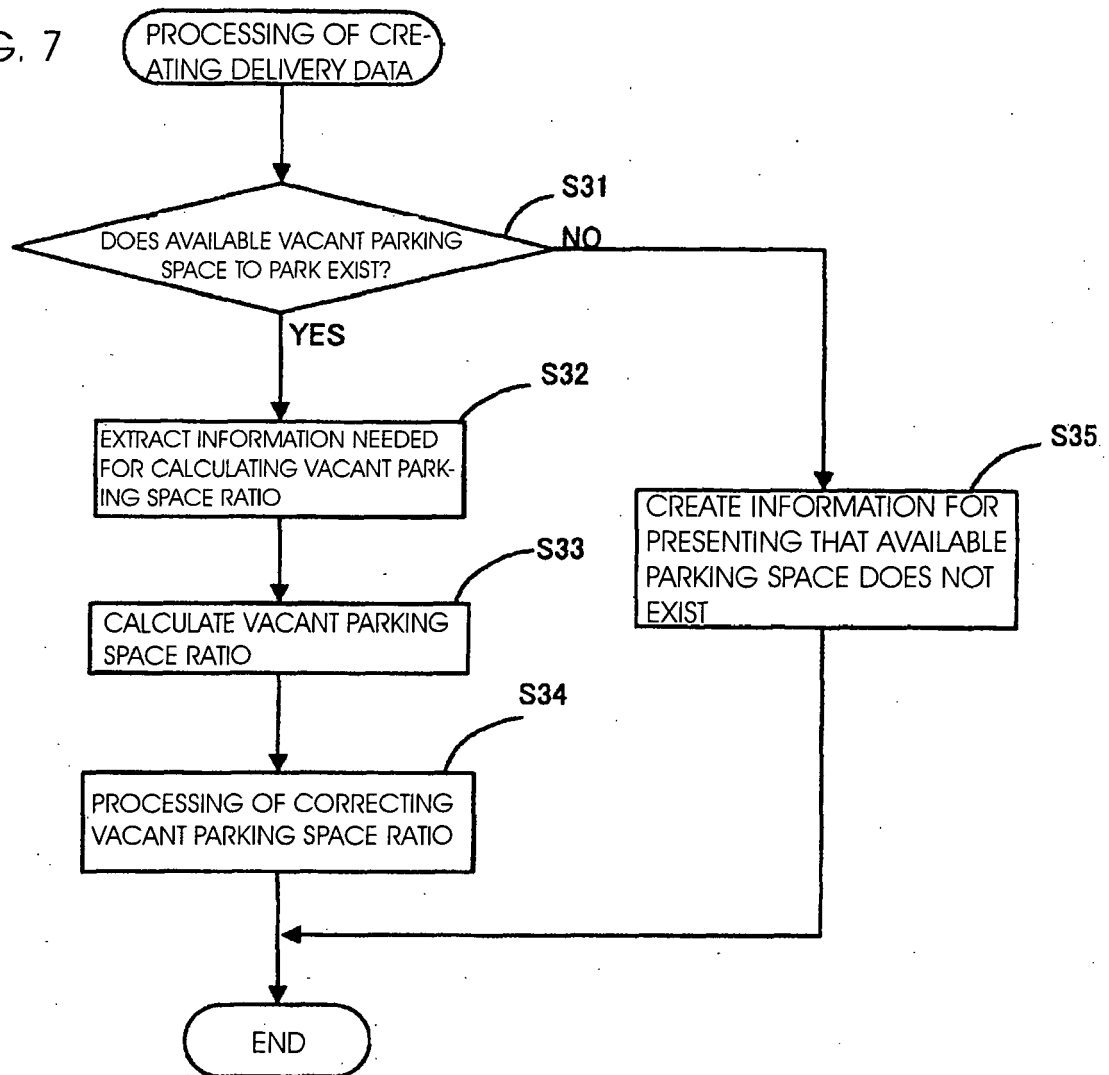 G. 7
PROCESSING OF CRE-
ATING DELIVERY DATA
S31
DOES AVAILABLE VACANT PARKING
SPACE TO PARK EXIST?
NO
YES
S32
EXTRACT INFORMATION NEEDED
FOR CALCULATING VACANT PARK-
ING SPACE RATIO
S33
CALCULATE VACANT PARKING
SPACE RATIO
S34
PROCESSING OF CORRECTING
VACANT PARKING SPACE RATIO
S35
CREATE INFORMATION FOR
PRESENTING THAT AVAILABLE
PARKING SPACE DOES NOT
EXIST
END